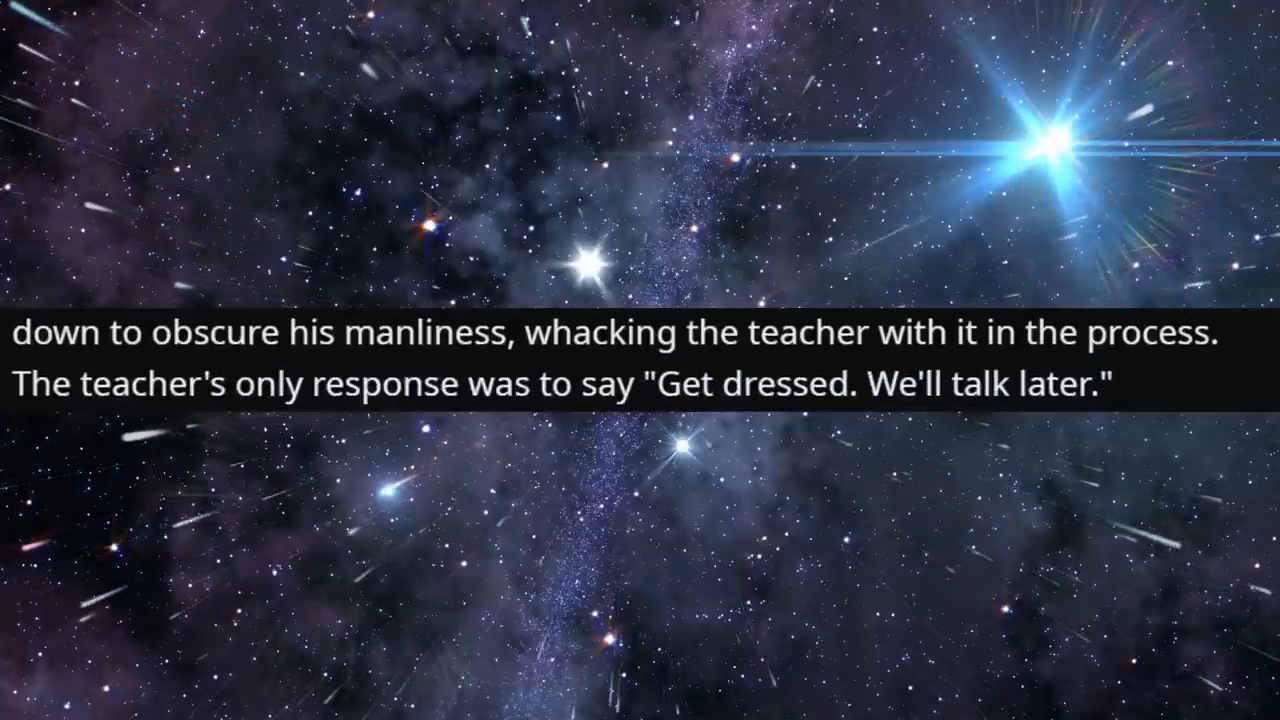 down to obscure his manliness, whacking the teacher with it in the process.
The teacher's only response was to say "Get dressed. We'll talk later."